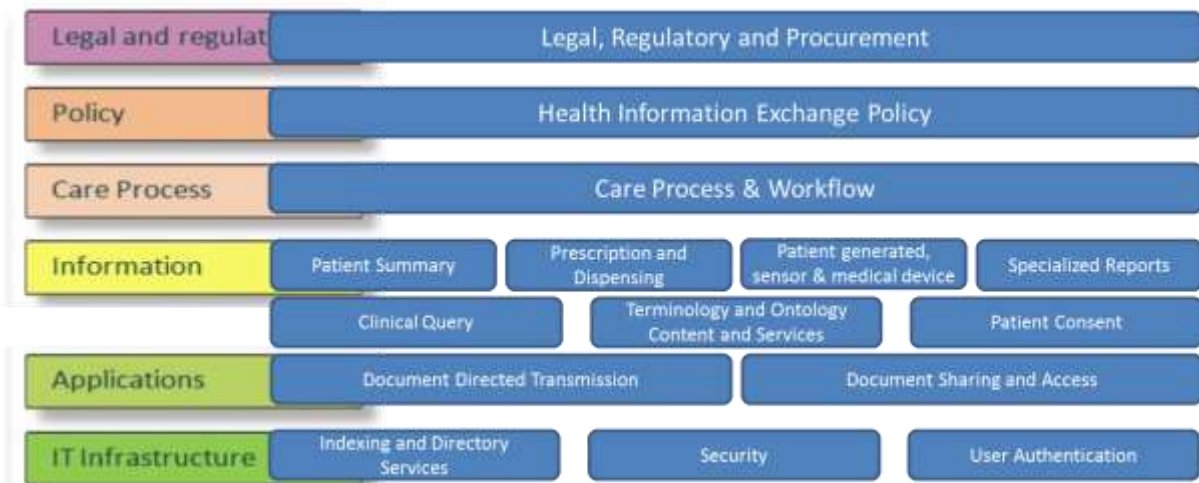 Legal and regulat
Legal, Regulatory and Procurement
Policy
Health Information Exchange Policy
Care Process
Care Process & Workflow
Information
Patient Summary
Prescription and
Dispensing
Patient generated,
sensor & medical device
Specialized Reports
Clinical Query
Terminology and Ontology
Content and Services
Patient Consent
Applications
Document Directed Transmission
Document Sharing and Access
IT Infrastructure
Indexing and Directory
Services
Security
User Authentication